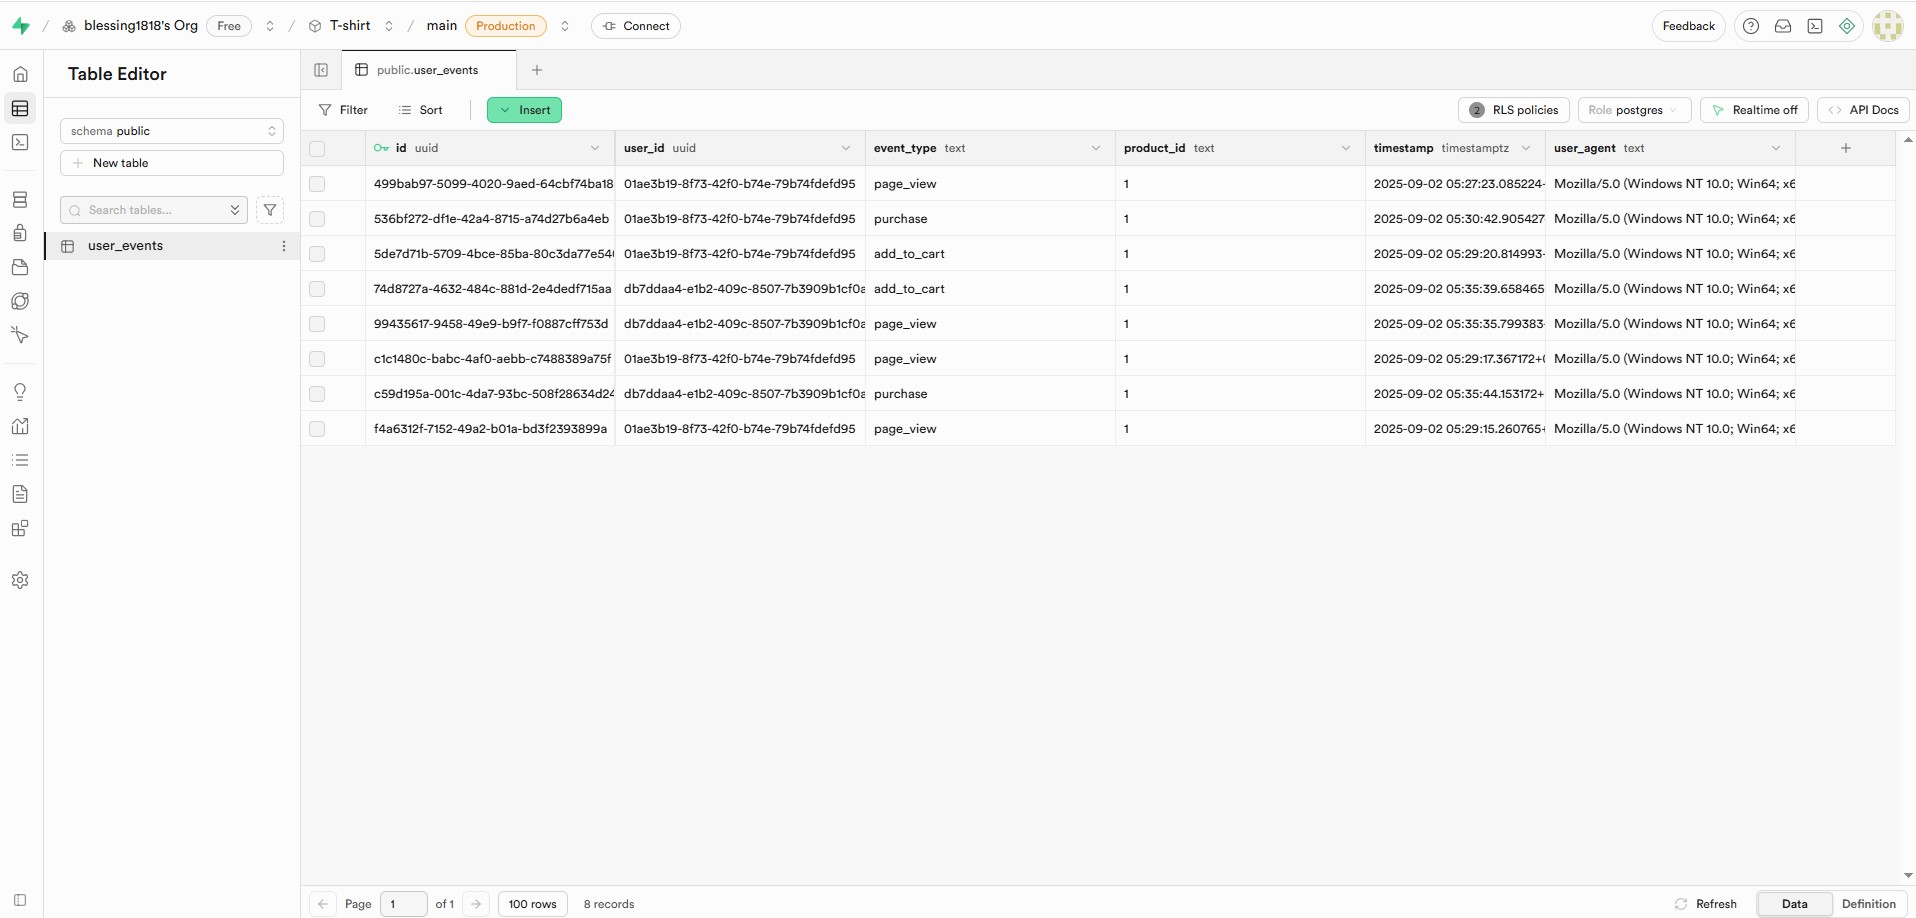 blessing1818's Org Free T-shirt main Production Connect Feedback
Table Editor
public.user_events
Filter Sort Insert 2 RLS policies Role postgres Realtime off API Docs
schema public
New table
Search tables...
user_events
id uuid user_id uuid event_type text product_id text timestamp timestamptz user_agent text
499bab97-5099-4020-9aed-64cbf74ba18 01ae3b19-8f73-42f0-b74e-79b74fdefd95 page_view 1 2025-09-02 05:27:23.085224- Mozilla/5.0 (Windows NT 10.0; Win64; x6
536bf272-df1e-42a4-8715-a74d27b6a4eb 01ae3b19-8f73-42f0-b74e-79b74fdefd95 purchase 1 2025-09-02 05:30:42.905427 Mozilla/5.0 (Windows NT 10.0; Win64; x6
5de7d71b-5709-4bce-85ba-80c3da77e54 01ae3b19-8f73-42f0-b74e-79b74fdefd95 add_to_cart 1 2025-09-02 05:29:20.814993- Mozilla/5.0 (Windows NT 10.0; Win64; x6
74d8727a-4632-484c-881d-2e4dedf715aa db7ddaa4-e1b2-409c-8507-7b3909b1cf0a add_to_cart 1 2025-09-02 05:35:39.658465 Mozilla/5.0 (Windows NT 10.0; Win64; x6
99435617-9458-49e9-b9f7-f0887cff753d db7ddaa4-e1b2-409c-8507-7b3909b1cf0a page_view 1 2025-09-02 05:35:35.799383- Mozilla/5.0 (Windows NT 10.0; Win64; x6
c1c1480c-babc-4af0-aebb-c7488389a75f 01ae3b19-8f73-42f0-b74e-79b74fdefd95 page_view 1 2025-09-02 05:29:17.367172+0 Mozilla/5.0 (Windows NT 10.0; Win64; x6
c59d195a-001c-4da7-93bc-508f28634d24 db7ddaa4-e1b2-409c-8507-7b3909b1cf0a purchase 1 2025-09-02 05:35:44.153172+ Mozilla/5.0 (Windows NT 10.0; Win64; x6
f4a6312f-7152-49a2-b01a-bd3f2393899a 01ae3b19-8f73-42f0-b74e-79b74fdefd95 page_view 1 2025-09-02 05:29:15.260765+ Mozilla/5.0 (Windows NT 10.0; Win64; x6
Page 1 of 1 100 rows 8 records Refresh Data Definition